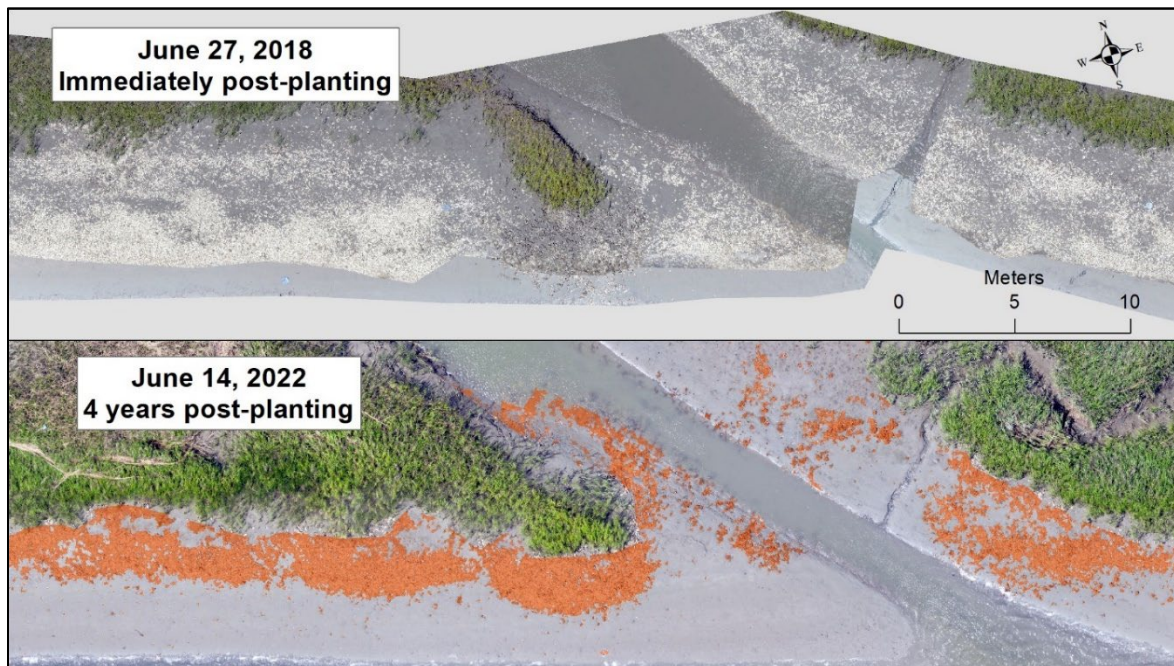 June 27, 2018
Immediately post-planting
N
W E
S
Meters
0 5 10
June 14, 2022
4 years post-planting